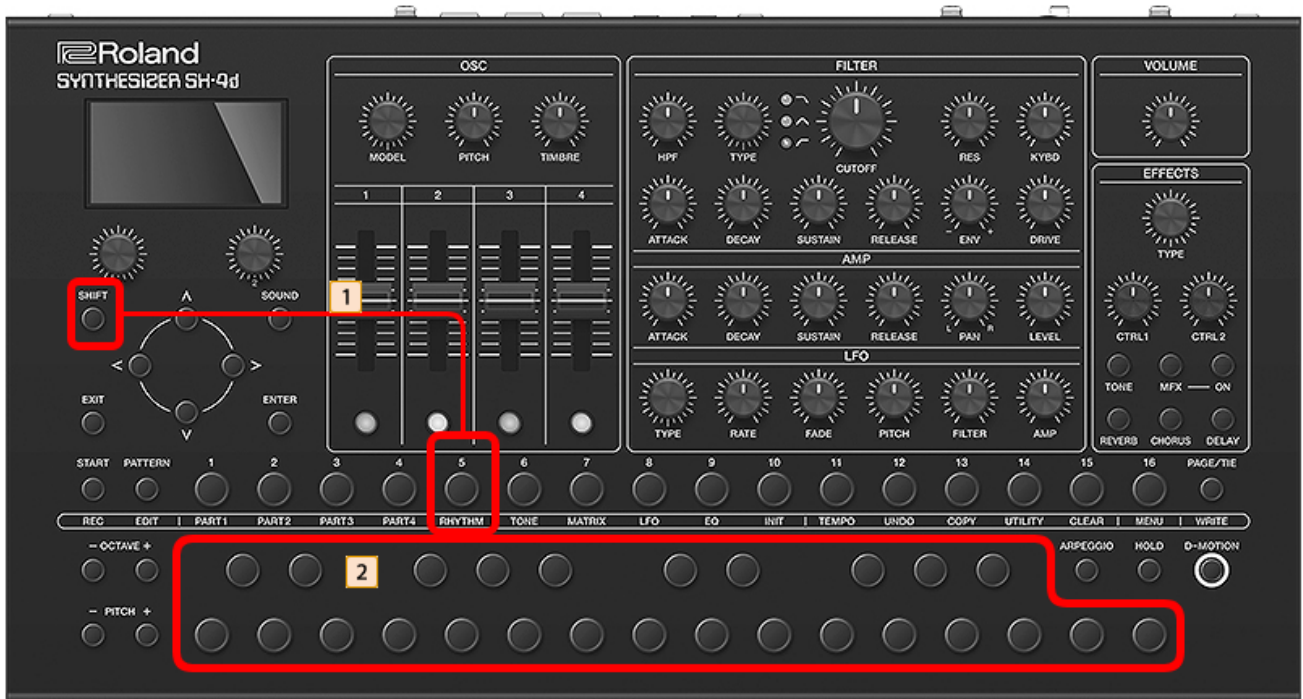 Roland
SYNTHESIZER SH-4d
OSC
MODEL PITCH TIMBRE
1 2 3 4
FILTER
HPF TYPE CUTOFF RES KYBD
ATTACK DECAY SUSTAIN RELEASE - ENV + DRIVE
AMP
ATTACK DECAY SUSTAIN RELEASE L PAN R LEVEL
LFO
TYPE RATE FADE PITCH FILTER AMP
VOLUME
EFFECTS
TYPE
CTRL1 CTRL2
TONE MFX ON
REVERB CHORUS DELAY
2
SHIFT SOUND
1
< >
EXIT ENTER
START PATTERN 1 2 3 4 5 6 7 8 9 10 11 12 13 14 15 16 PAGE/TIE
REC EDIT | PART1 PART2 PART3 PART4 RHYTHM TONE MATRIX LFO EQ INIT | TEMPO UNDO COPY UTILITY CLEAR | MENU | WRITE
- OCTAVE + ARPEGGIO HOLD D-MOTION
2
- PITCH +